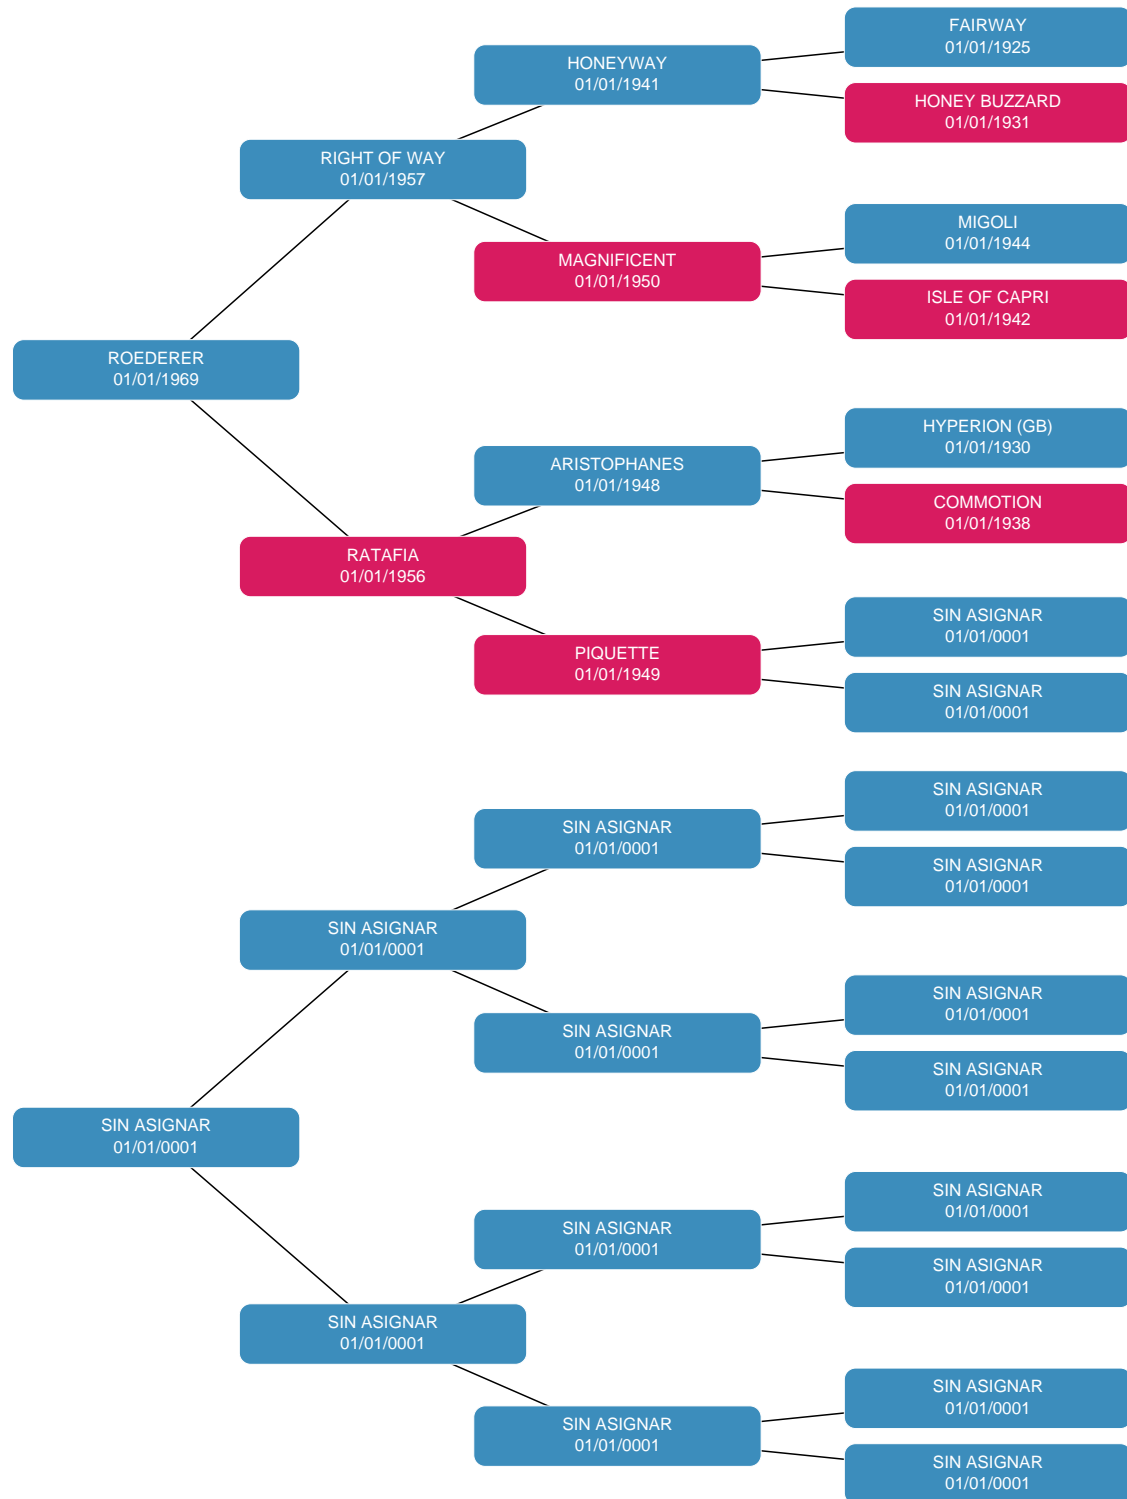 FAIRWAY
01/01/1925
HONEYWAY
01/01/1941
HONEY BUZZARD
01/01/1931
RIGHT OF WAY
01/01/1957
MIGOLI
01/01/1944
MAGNIFICENT
01/01/1950
ISLE OF CAPRI
01/01/1942
ROEDERER
01/01/1969
HYPERION (GB)
01/01/1930
ARISTOPHANES
01/01/1948
COMMOTION
01/01/1938
RATAFIA
01/01/1956
SIN ASIGNAR
01/01/0001
PIQUETTE
01/01/1949
SIN ASIGNAR
01/01/0001
SIN ASIGNAR
01/01/0001
SIN ASIGNAR
01/01/0001
SIN ASIGNAR
01/01/0001
SIN ASIGNAR
01/01/0001
SIN ASIGNAR
01/01/0001
SIN ASIGNAR
01/01/0001
SIN ASIGNAR
01/01/0001
SIN ASIGNAR
01/01/0001
SIN ASIGNAR
01/01/0001
SIN ASIGNAR
01/01/0001
SIN ASIGNAR
01/01/0001
SIN ASIGNAR
01/01/0001
SIN ASIGNAR
01/01/0001
SIN ASIGNAR
01/01/0001
SIN ASIGNAR
01/01/0001